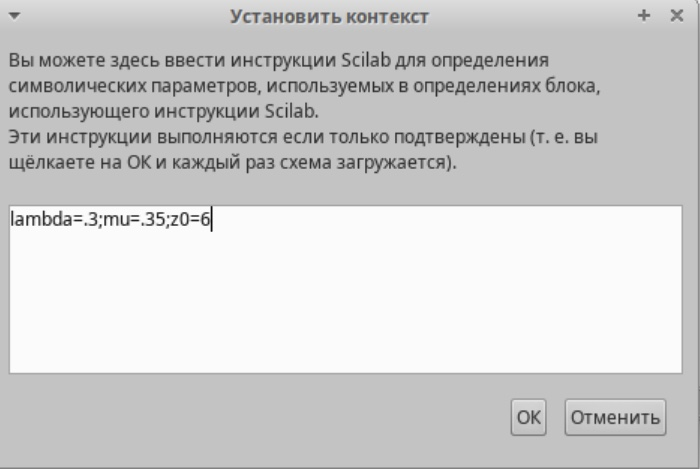 Установить контекст
Вы можете здесь ввести инструкции Scilab для определения
символических параметров, используемых в определениях блока,
использующего инструкции Scilab.
Эти инструкции выполняются если только подтверждены (т. е. вы
щёлкаете на OK и каждый раз схема загружается).
lambda=.3;mu=.35;z0=6
OK
Отменить